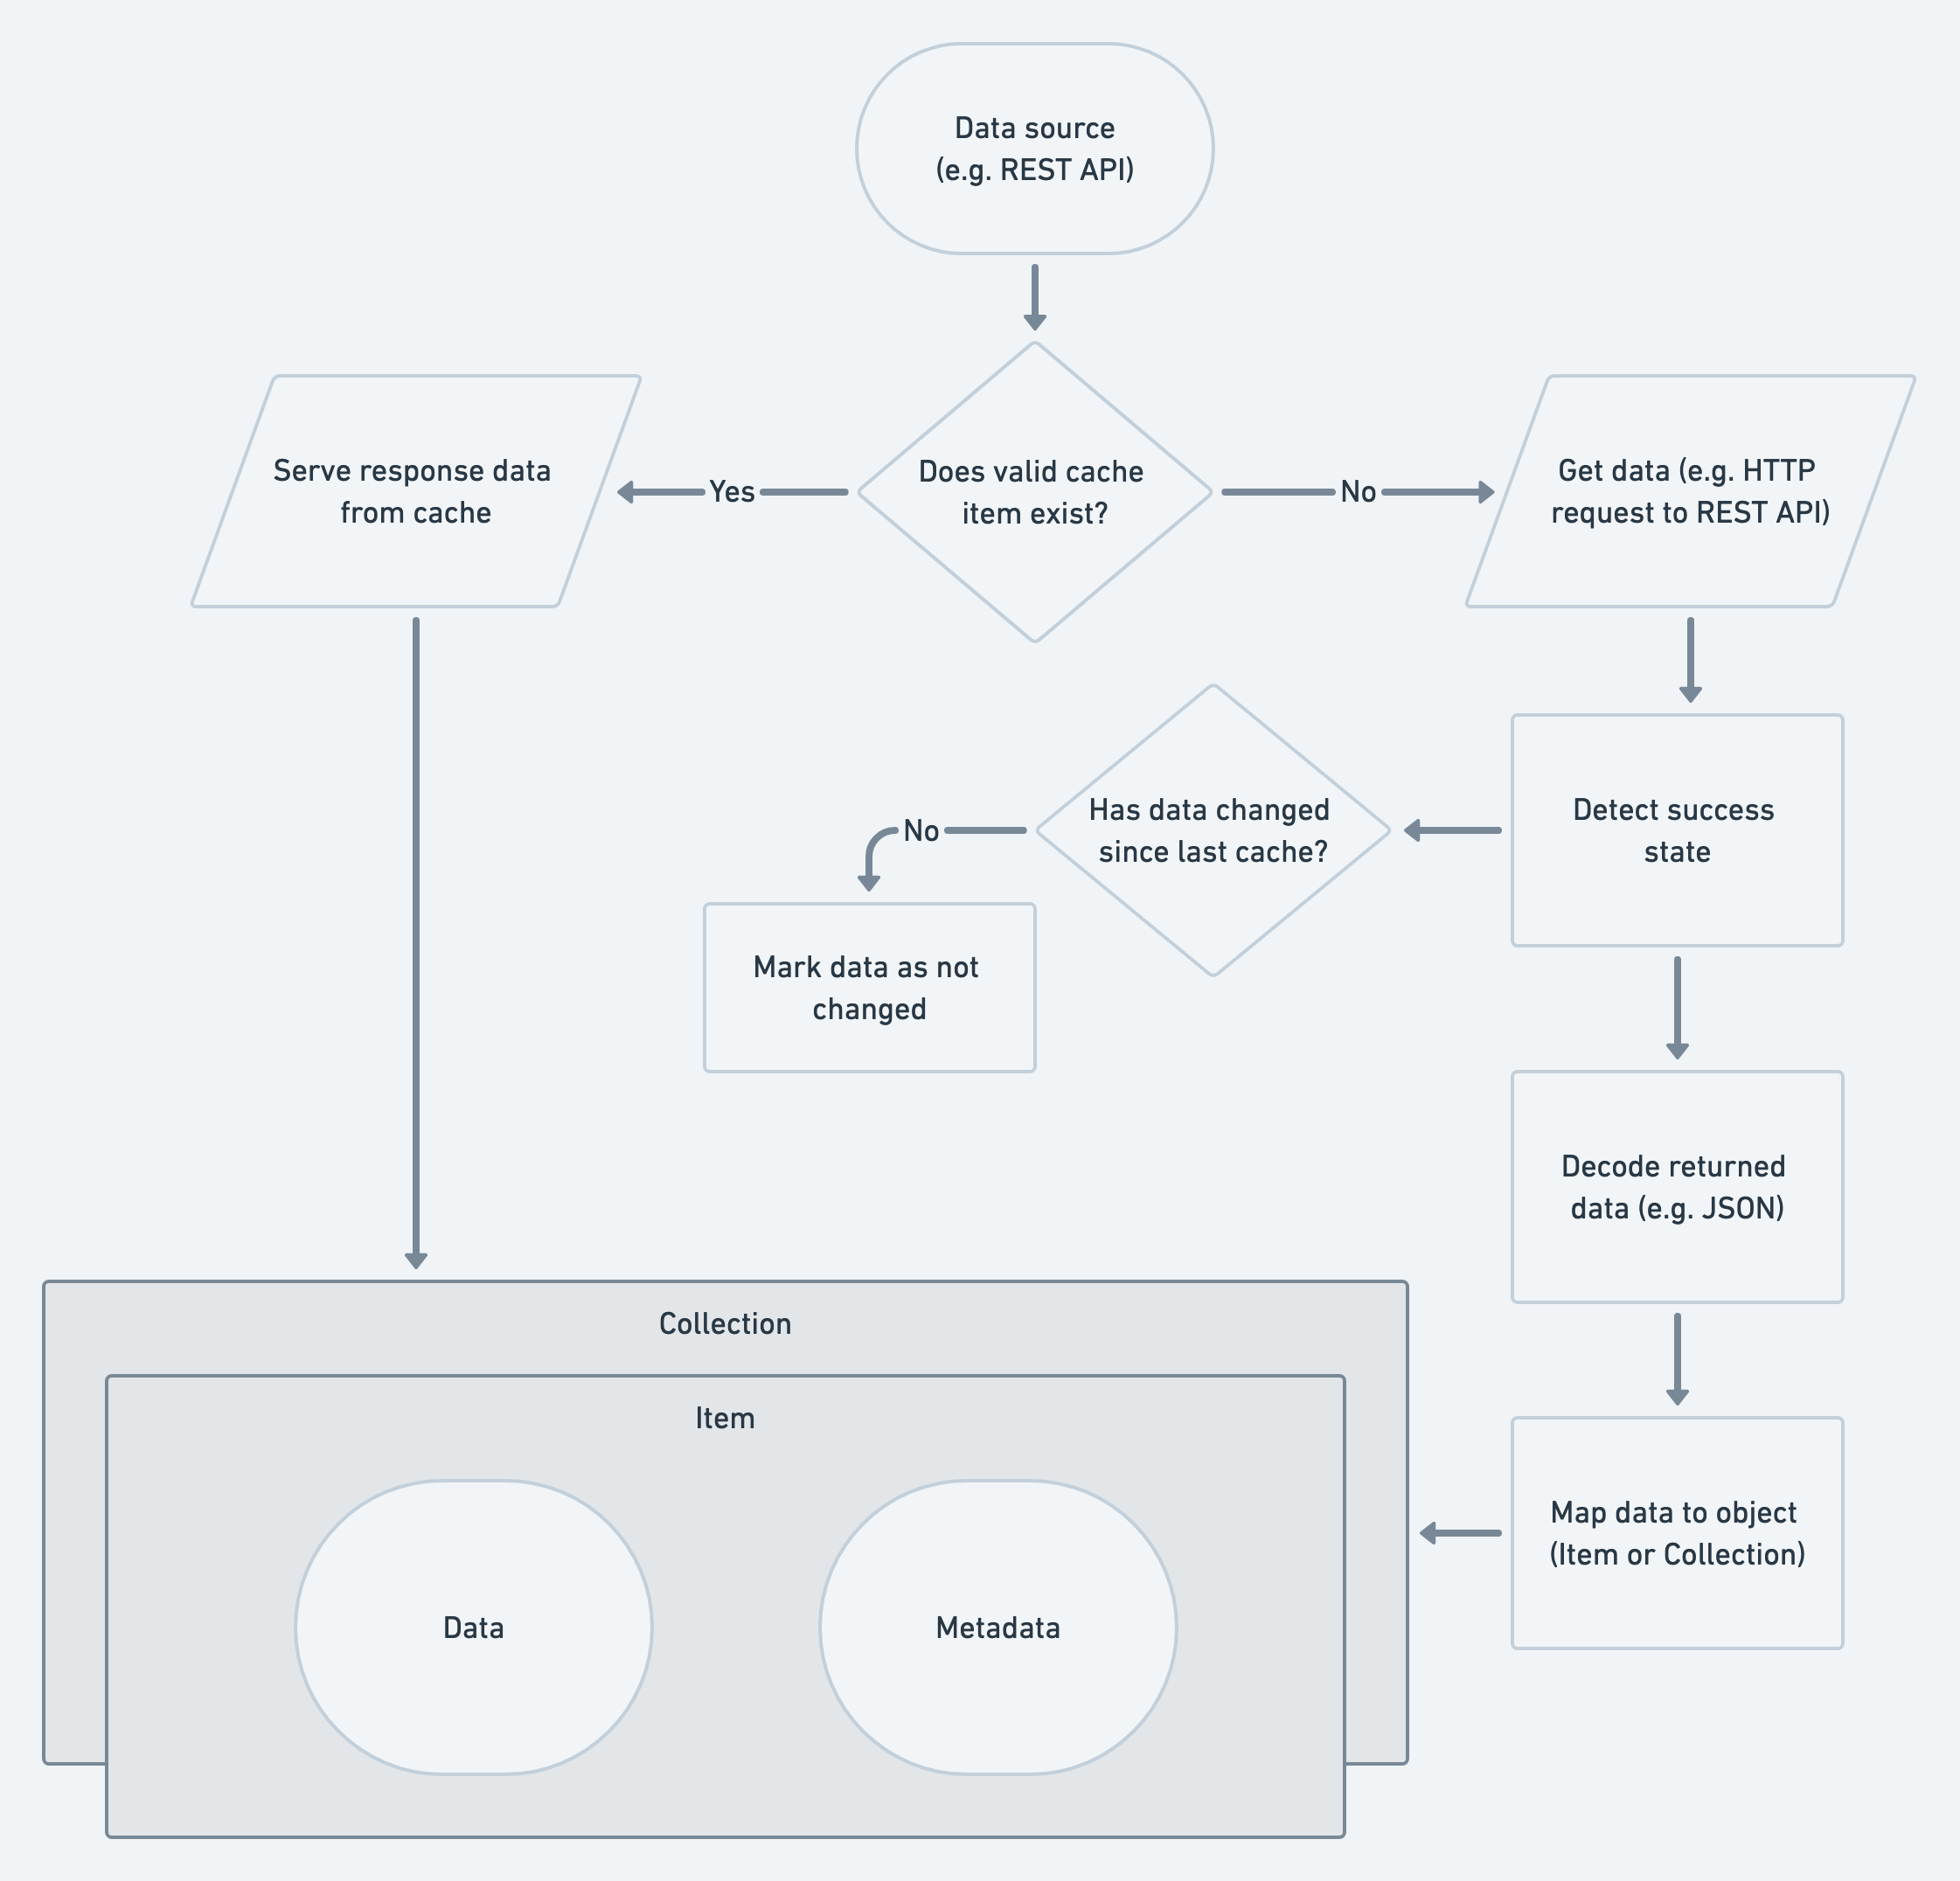 Data source
(e.g. REST API)
Serve response data
from cache
Yes
Does valid cache
item exist?
No
Get data (e.g. HTTP
request to REST API)
No
Has data changed
since last cache?
Detect success
state
Mark data as not
changed
Decode returned
data (e.g. JSON)
Collection
Item
Data
Metadata
Map data to object
(Item or Collection)